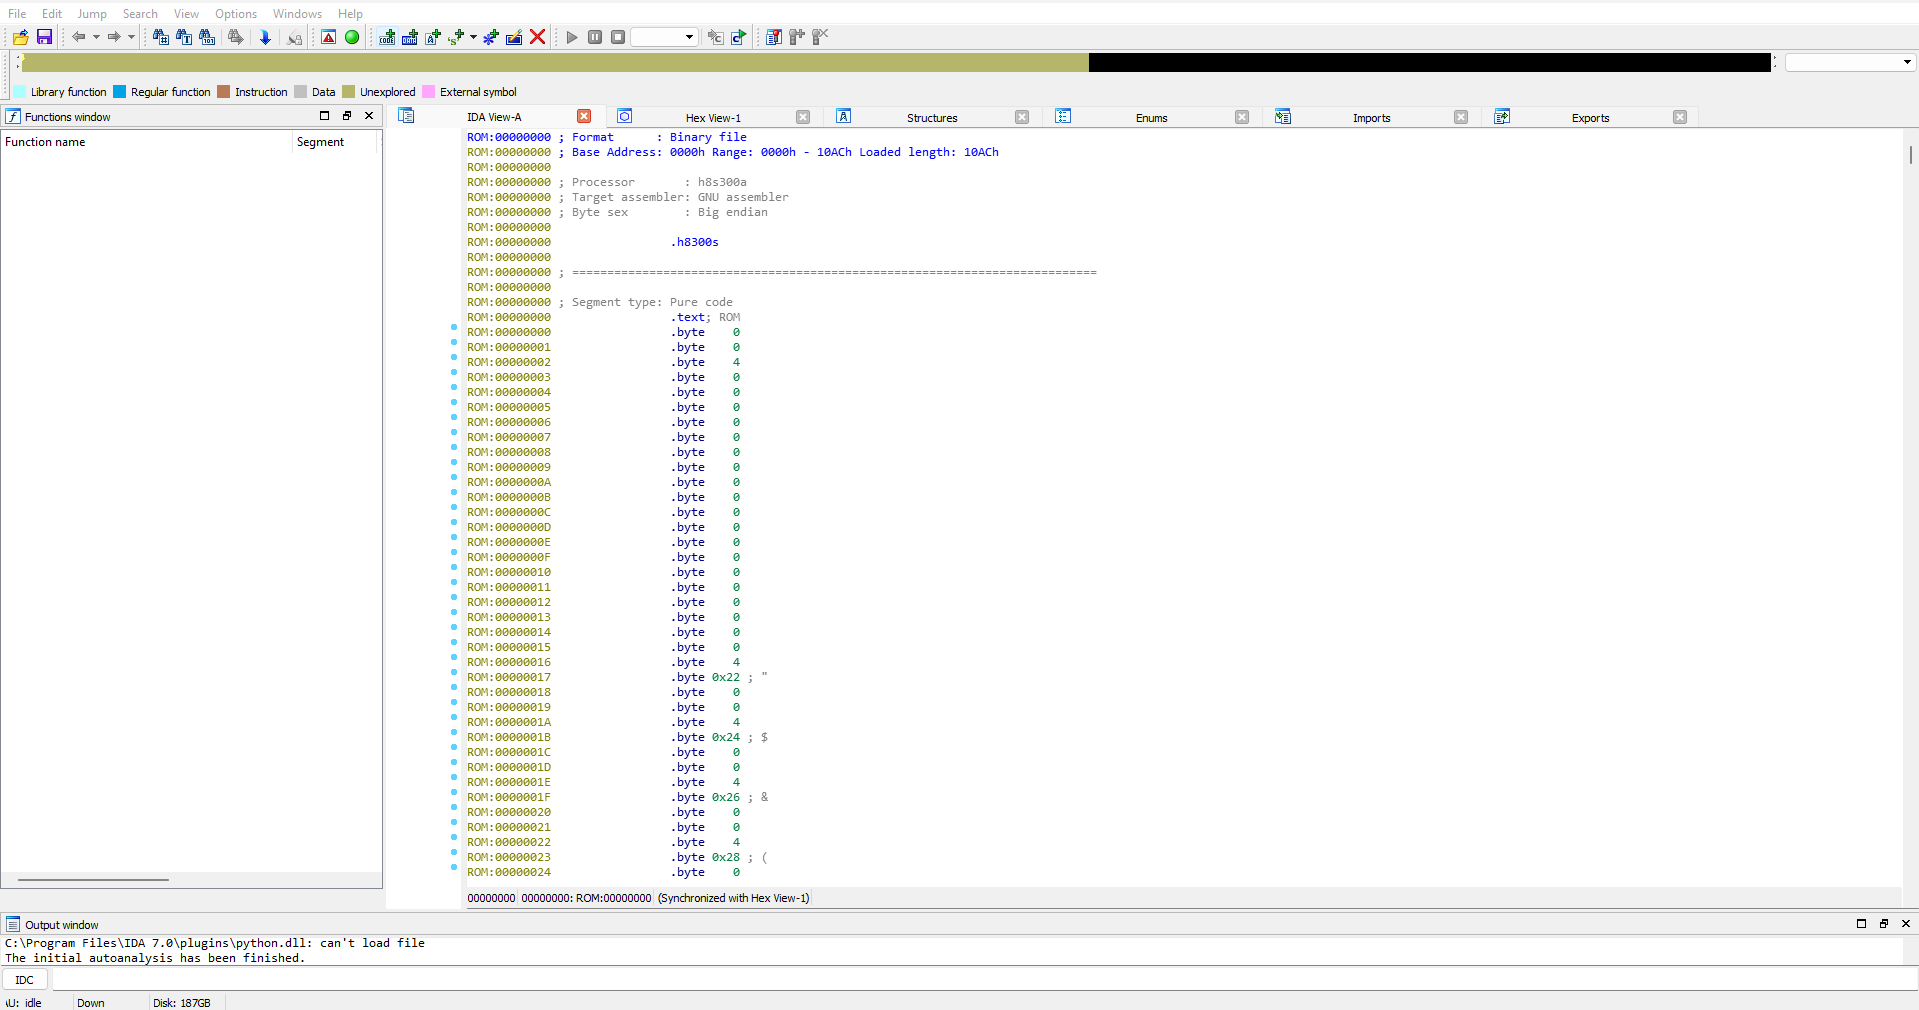 File Edit Jump Search View Options Windows Help
Library function Regular function Instruction Data Unexplored External symbol
Functions window
Function name Segment
IDA View-A Hex View-1 Structures Enums Imports Exports
ROM:00000000 ; Format      : Binary file
ROM:00000000 ; Base Address: 0000h Range: 0000h - 10ACh Loaded length: 10ACh
ROM:00000000
ROM:00000000 ; Processor       : h8s300a
ROM:00000000 ; Target assembler: GNU assembler
ROM:00000000 ; Byte sex        : Big endian
ROM:00000000
ROM:00000000 .h8300s
ROM:00000000
ROM:00000000 ; ===========================================================================
ROM:00000000
ROM:00000000 ; Segment type: Pure code
ROM:00000000 .text; ROM
ROM:00000000 .byte 0
ROM:00000001 .byte 0
ROM:00000002 .byte 4
ROM:00000003 .byte 0
ROM:00000004 .byte 0
ROM:00000005 .byte 0
ROM:00000006 .byte 0
ROM:00000007 .byte 0
ROM:00000008 .byte 0
ROM:00000009 .byte 0
ROM:0000000A .byte 0
ROM:0000000B .byte 0
ROM:0000000C .byte 0
ROM:0000000D .byte 0
ROM:0000000E .byte 0
ROM:0000000F .byte 0
ROM:00000010 .byte 0
ROM:00000011 .byte 0
ROM:00000012 .byte 0
ROM:00000013 .byte 0
ROM:00000014 .byte 0
ROM:00000015 .byte 0
ROM:00000016 .byte 4
ROM:00000017 .byte 0x22 ; "
ROM:00000018 .byte 0
ROM:00000019 .byte 0
ROM:0000001A .byte 4
ROM:0000001B .byte 0x24 ; $
ROM:0000001C .byte 0
ROM:0000001D .byte 0
ROM:0000001E .byte 4
ROM:0000001F .byte 0x26 ; &
ROM:00000020 .byte 0
ROM:00000021 .byte 0
ROM:00000022 .byte 4
ROM:00000023 .byte 0x28 ; (
ROM:00000024 .byte 0
00000000 00000000: ROM:00000000 (Synchronized with Hex View-1)
Output window
C:\Program Files\IDA 7.0\plugins\python.dll: can't load file
The initial autoanalysis has been finished.
IDC
AU: idle Down Disk: 187GB